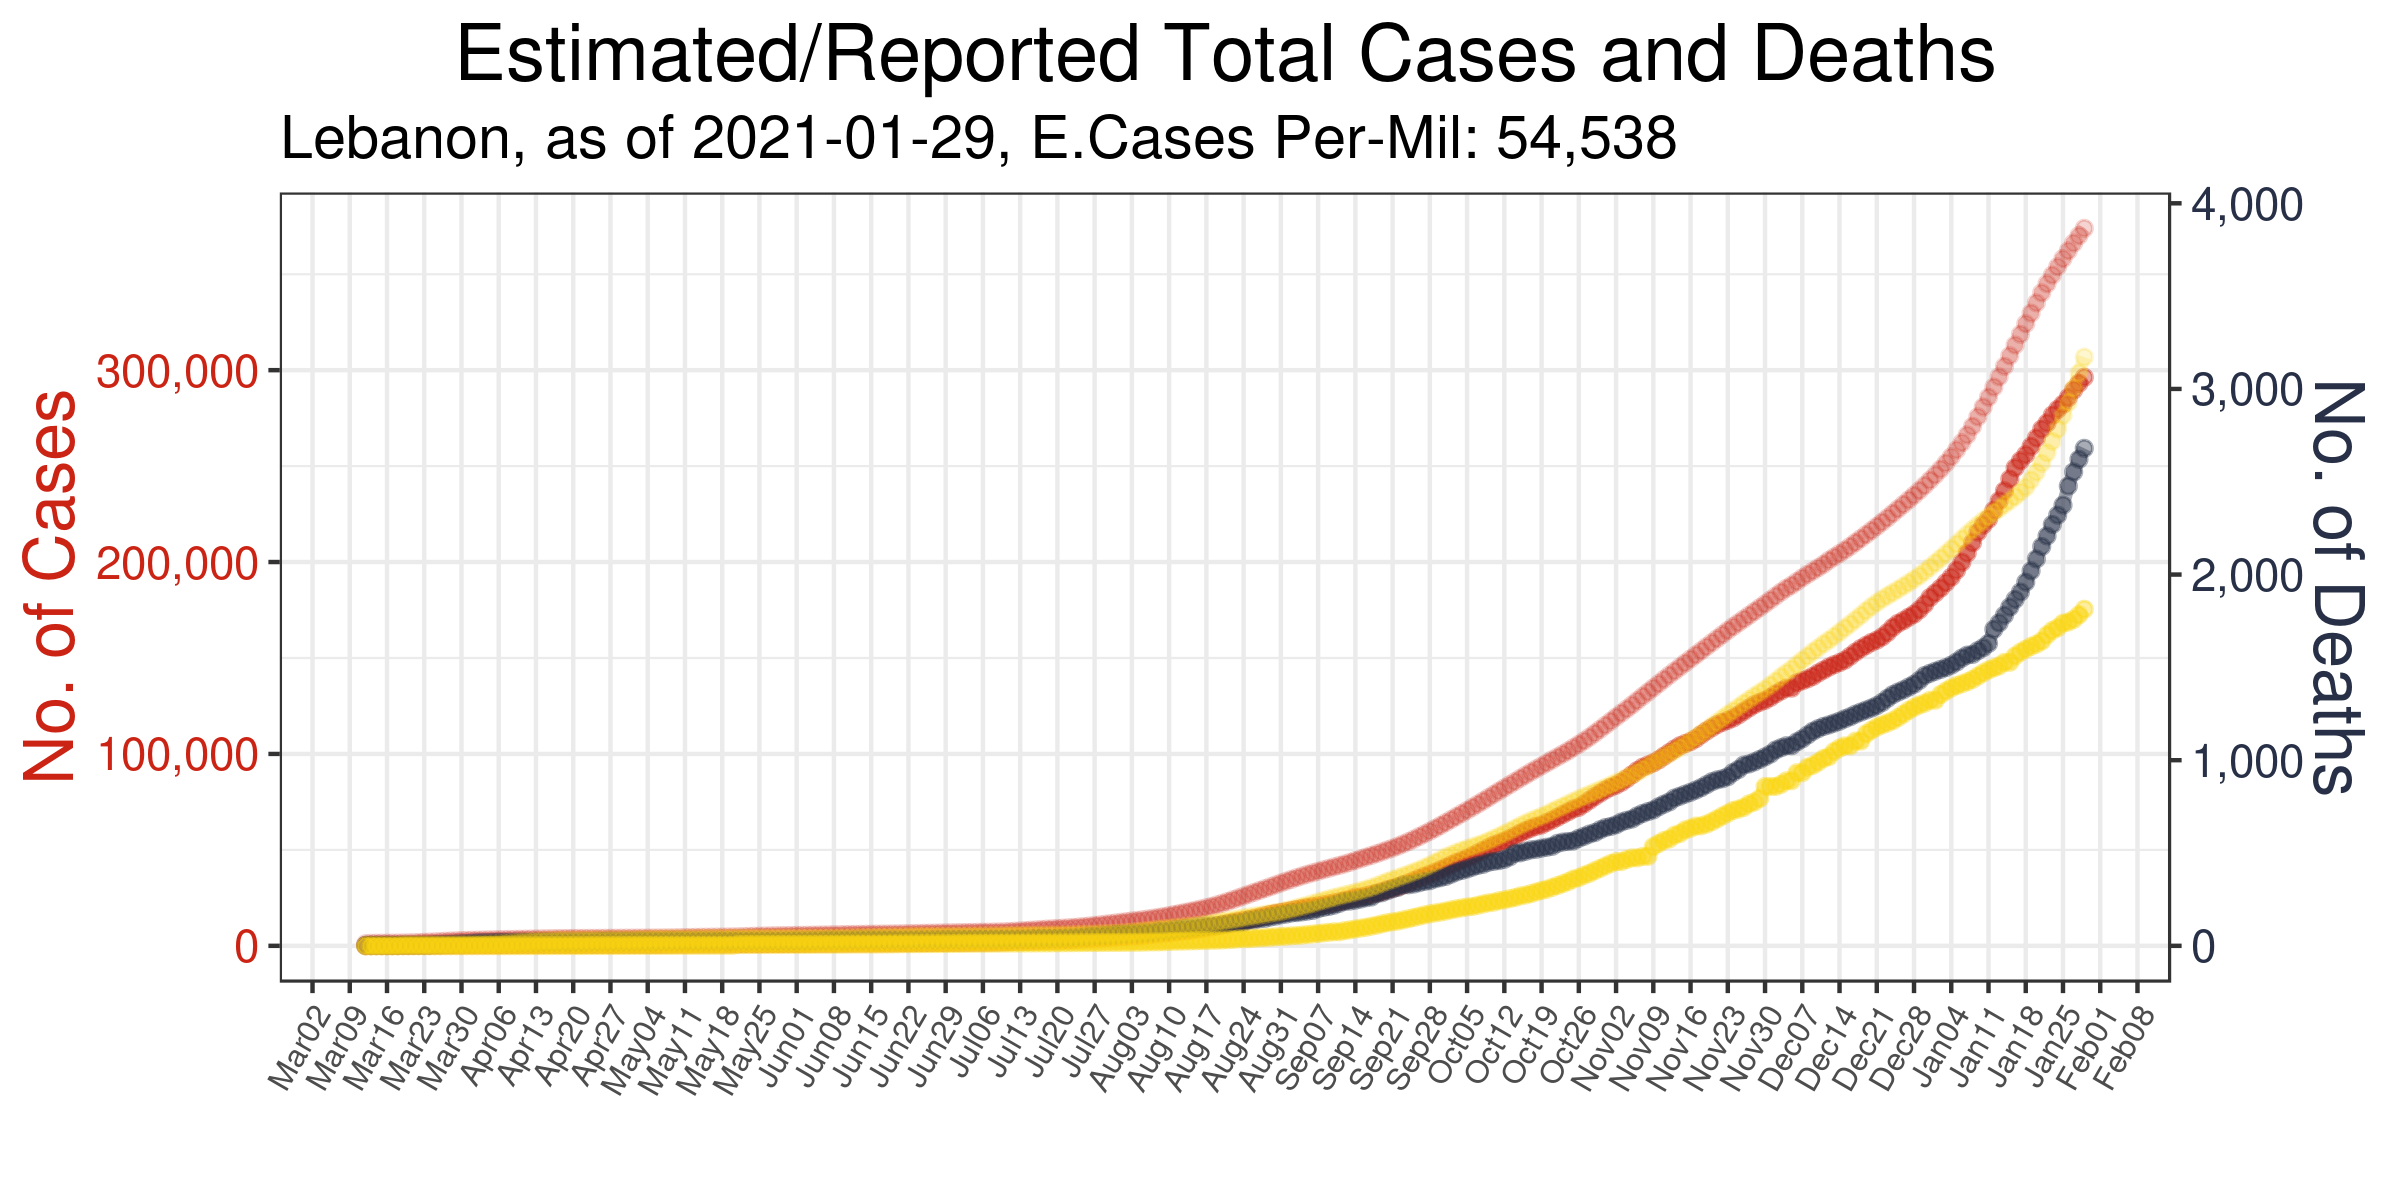 Estimated/Reported Total Cases and Deaths
Lebanon, as of 2021-01-29, E.Cases Per-Mil: 54,538
No. of Cases
300,000
200,000
100,000
0
4,000
3,000
2,000
1,000
0
No. of Deaths
Mar02
Mar09
Mar16
Mar23
Mar30
Apr06
Apr13
Apr20
Apr27
May04
May11
May18
May25
Jun01
Jun08
Jun15
Jun22
Jun29
Jul06
Jul13
Jul20
Jul27
Aug03
Aug10
Aug17
Aug24
Aug31
Sep07
Sep14
Sep21
Sep28
Oct05
Oct12
Oct19
Oct26
Nov02
Nov09
Nov16
Nov23
Nov30
Dec07
Dec14
Dec21
Dec28
Jan04
Jan11
Jan18
Jan25
Feb01
Feb08